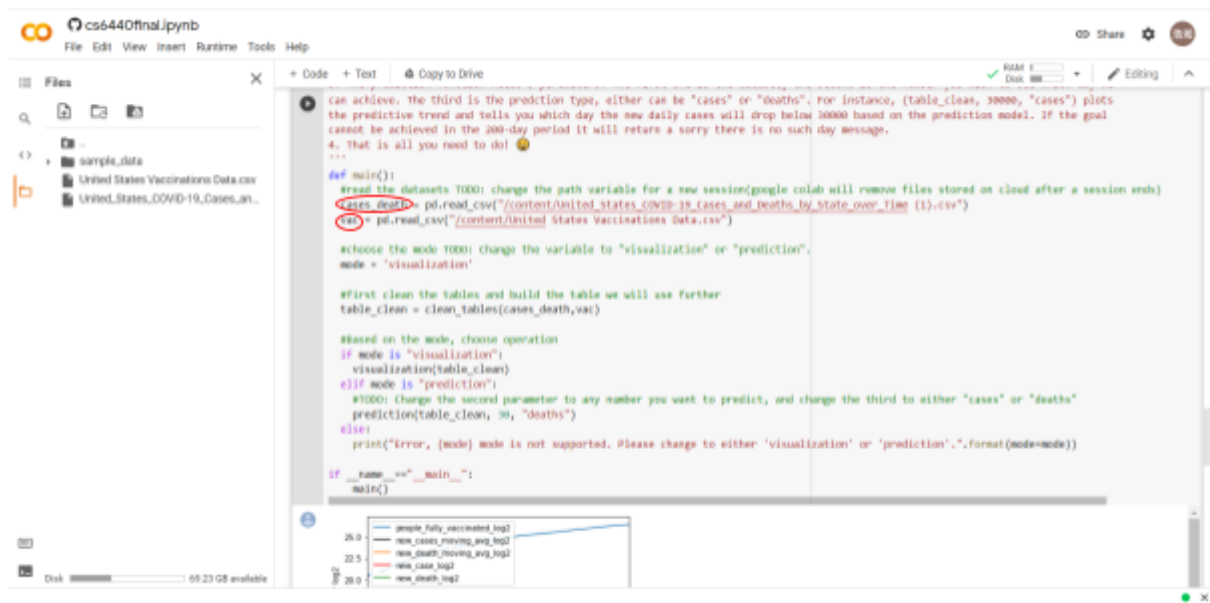 cs6440final.ipynb
File Edit View Insert Runtime Tools Help
Share
Files
+ Code + Text Copy to Drive
RAM
Disk
Editing
can achieve. The third is the predction type, either can be "cases" or "deaths". For instance, (table_clean, 30000, "cases") plots
the predictive trend and tells you which day the new daily cases will drop below 30000 based on the prediction model. If the goal
cannot be achieved in the 200-day period it will return a sorry there is no such day message.
4. That is all you need to do! 😀
'''
..
sample_data
United States Vaccinations Data.csv
United_States_COVID-19_Cases_an...
def main():
#read the datasets TODO: change the path variable for a new session(google colab will remove files stored on cloud after a session ends)
cases_death = pd.read_csv("/content/United_States_COVID-19_Cases_and_Deaths_by_State_over_Time (1).csv")
vac = pd.read_csv("/content/United States Vaccinations Data.csv")
#choose the mode TODO: Change the variable to "visualization" or "prediction".
mode = 'visualization'
#first clean the tables and build the table we will use further
table_clean = clean_tables(cases_death,vac)
#Based on the mode, choose operation
if mode is "visualization":
visualization(table_clean)
elif mode is "prediction":
#TODO: Change the second parameter to any number you want to predict, and change the third to either "cases" or "deaths"
prediction(table_clean, 30, "deaths")
else:
print("Error, {mode} mode is not supported. Please change to either 'visualization' or 'prediction'.".format(mode=mode))
if __name__=="__main__":
main()
people_fully_vaccinated_log2
new_cases_moving_avg_log2
new_death_moving_avg_log2
new_case_log2
new_death_log2
25.0
22.5
20.0
log2
Disk 69.23 GB available